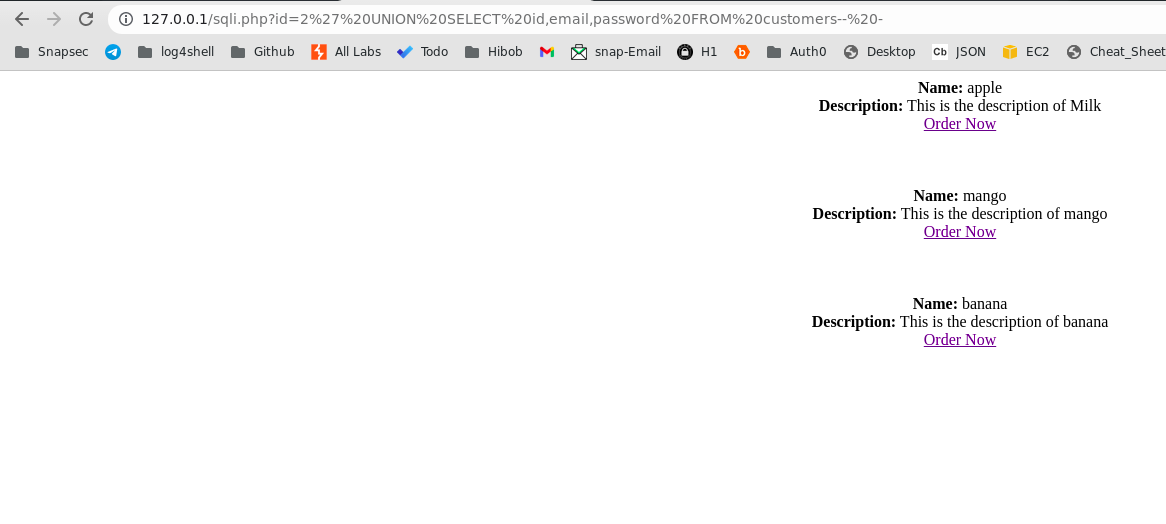 127.0.0.1/sqli.php?id=2%27%20UNION%20SELECT%20id,email,password%20FROM%20customers--%20-
Snapsec log4shell Github All Labs Todo Hibob snap-Email H1 Auth0 Desktop Cb JSON EC2 Cheat_Sheet
Name: apple
Description: This is the description of Milk
Order Now
Name: mango
Description: This is the description of mango
Order Now
Name: banana
Description: This is the description of banana
Order Now